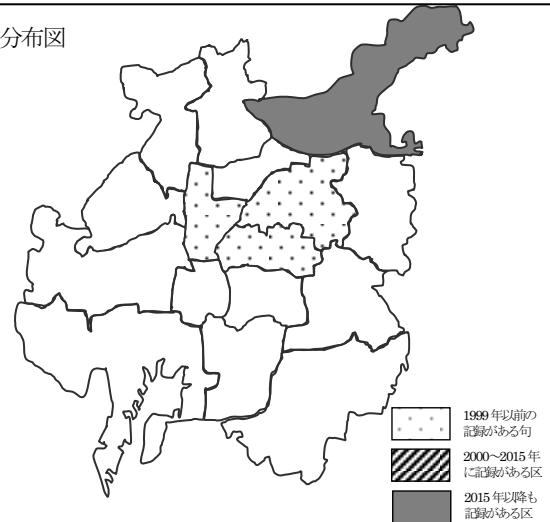 分布図
1999 年以前の
記録がある句
2000～2015 年
に記録がある区
2015 年以降も
記録がある区